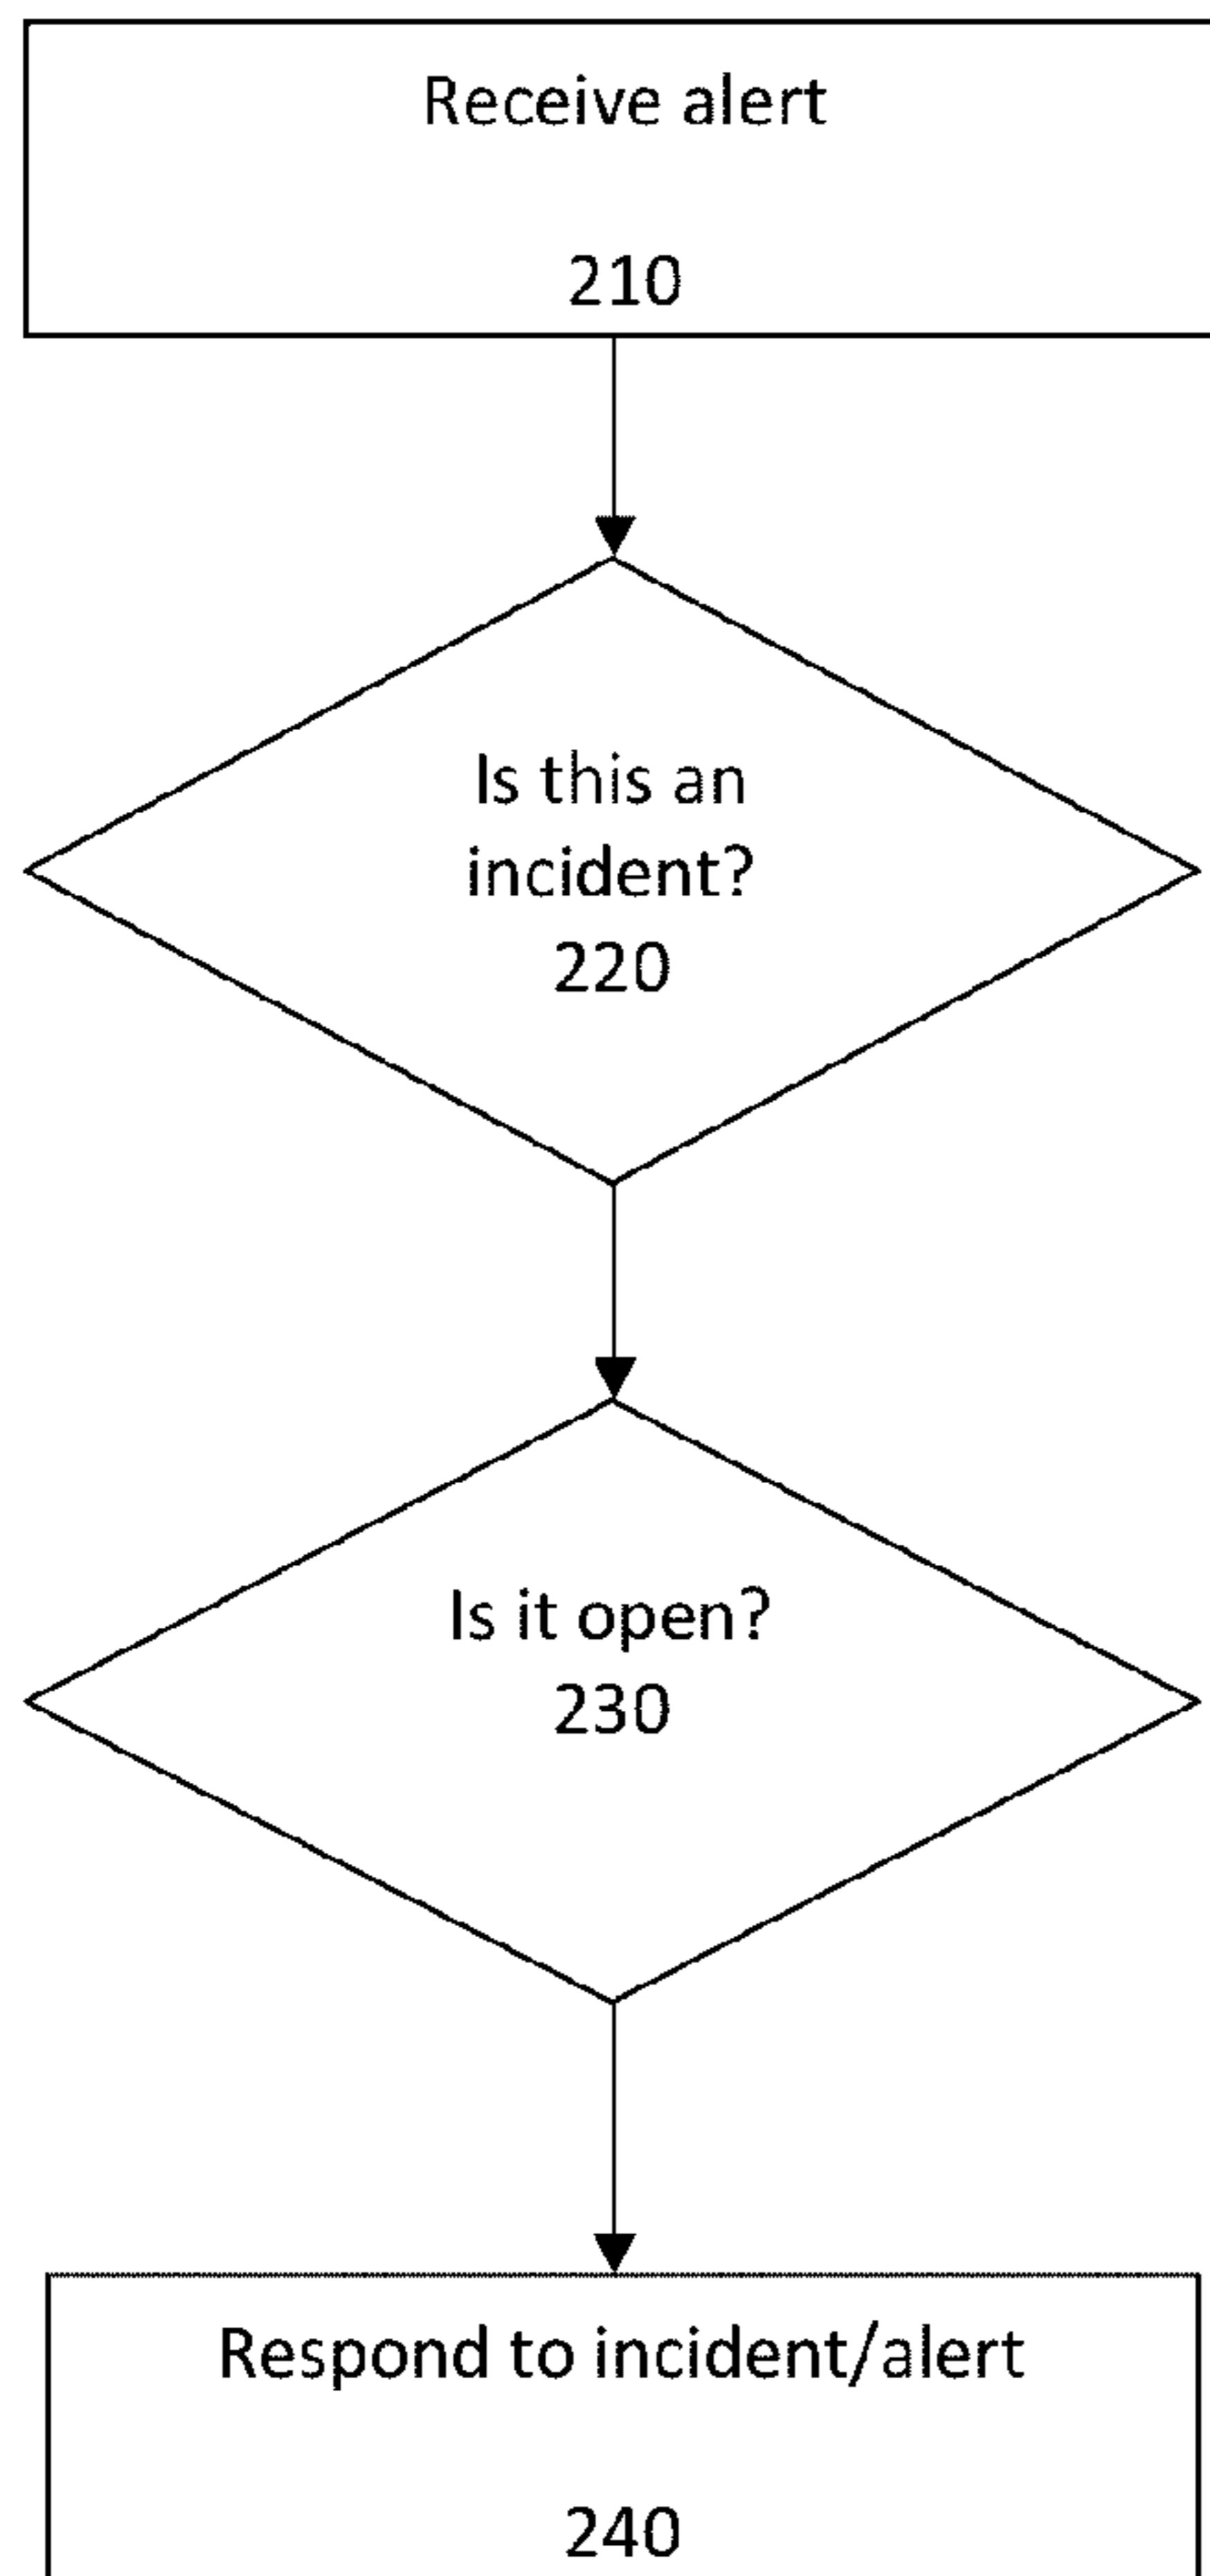 Receive alert
210
Is this an
incident?
220
Is it open?
230
Respond to incident/alert
240